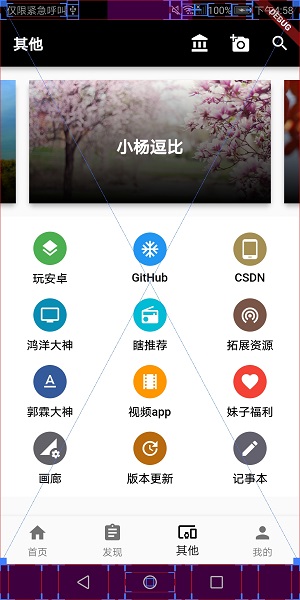 仅限紧急呼叫 100% 下午4:58
DEBUG
其他
小杨逗比
玩安卓 GitHub CSDN
鸿洋大神 瞎推荐 拓展资源
郭霖大神 视频app 妹子福利
画廊 版本更新 记事本
首页 发现 其他 我的